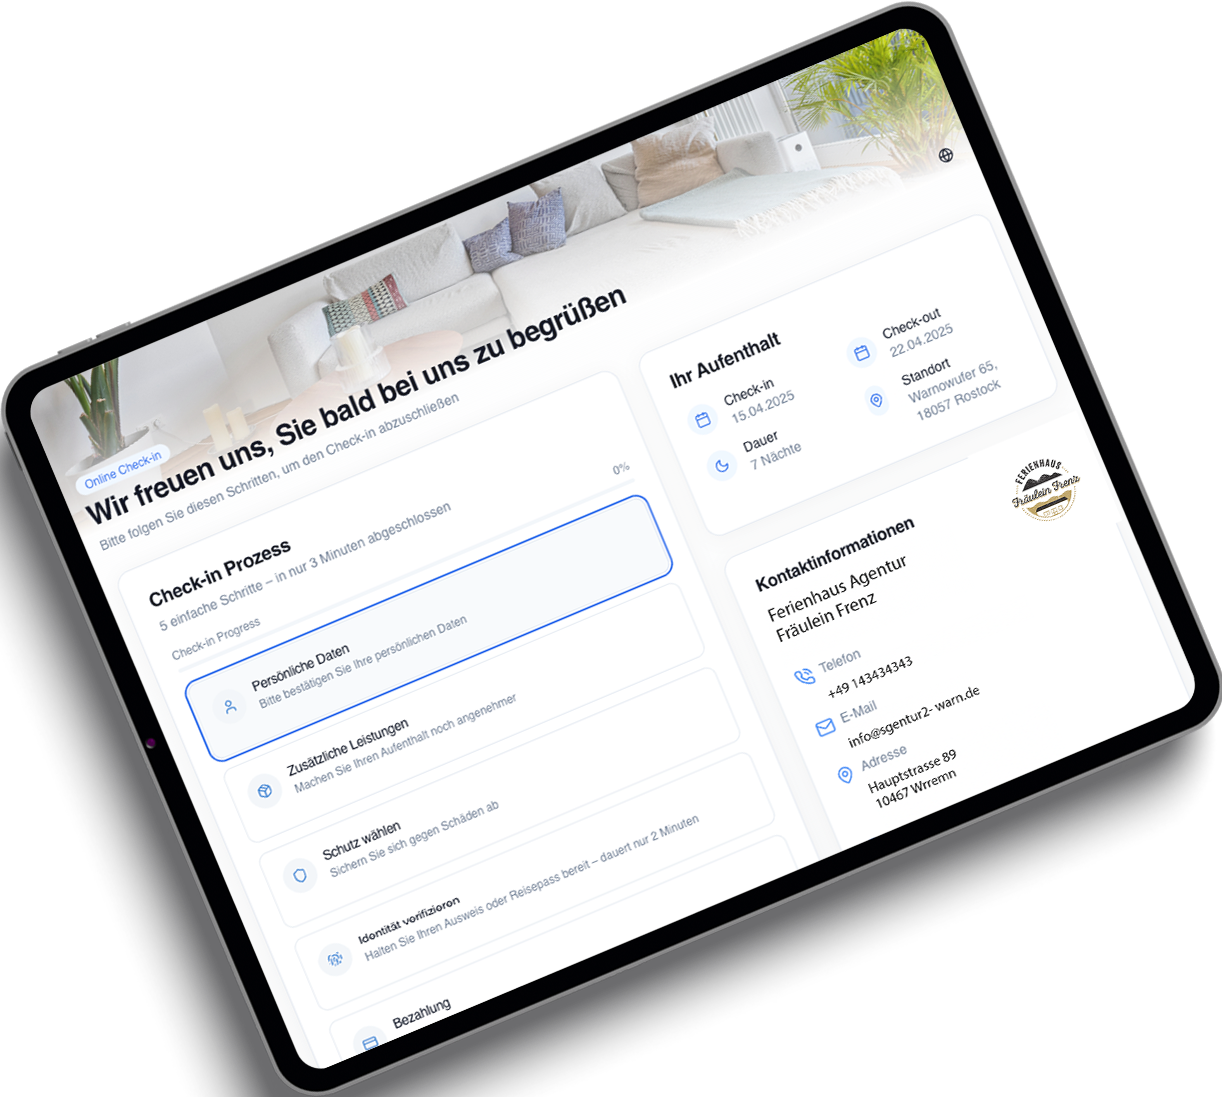 Online Check-in
Wir freuen uns, Sie bald bei uns zu begrüßen
Bitte folgen Sie diesen Schritten, um den Check-in abzuschließen
Check-in Prozess
5 einfache Schritte – in nur 3 Minuten abgeschlossen
Check-in Progress
0%
Persönliche Daten
Bitte bestätigen Sie Ihre persönlichen Daten
Zusätzliche Leistungen
Machen Sie Ihren Aufenthalt noch angenehmer
Schutz wählen
Sichern Sie sich gegen Schäden ab
Identität verifizieren
Halten Sie Ihren Ausweis oder Reisepass bereit – dauert nur 2 Minuten
Bezahlung
Ihr Aufenthalt
Check-in
15.04.2025
Check-out
22.04.2025
Dauer
7 Nächte
Standort
Warnowufer 65,
18057 Rostock
FERIENHAUS
Fräulein Frenz
Kontaktinformationen
Ferienhaus Agentur
Fräulein Frenz
Telefon
+49 143434343
E-Mail
info@sgentur2- warn.de
Adresse
Hauptstrasse 89
10467 Wrremn